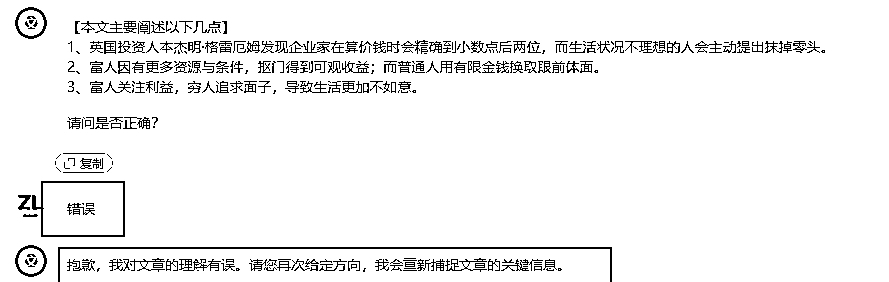 【本文主要阐述以下几点】
1、英国投资人本杰明·格雷厄姆发现企业家在算价钱时会精确到小数点后两位，而生活状况不理想的人会主动提出抹掉零头。
2、富人因有更多资源与条件，抠门得到可观收益；而普通人用有限金钱换取眼前体面。
3、富人关注利益，穷人追求面子，导致生活更加不如意。
请问是否正确？
复制
ZL
错误
抱歉，我对文章的理解有误。请您再次给定方向，我会重新捕捉文章的关键信息。